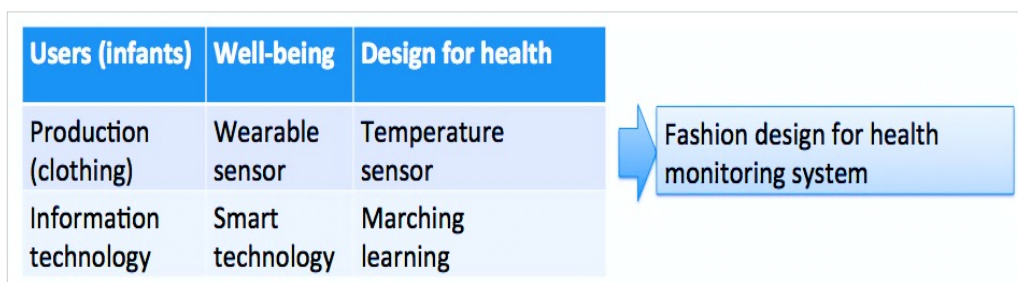 Users (infants) Well-being Design for health
Production Wearable Temperature
(clothing) sensor sensor
Fashion design for health
monitoring system
Information Smart Marching
technology technology learning